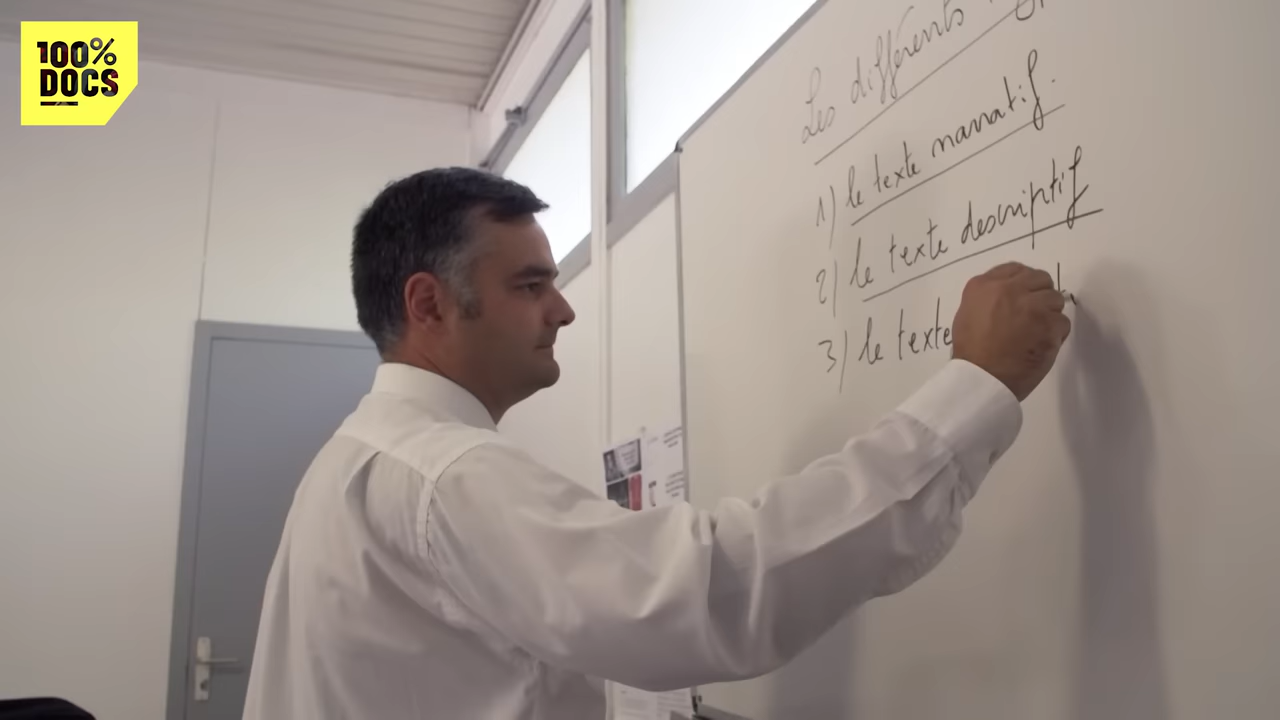 100%
DOCS
Les différents
1) le texte narratif.
2) le texte descriptif
3) le texte